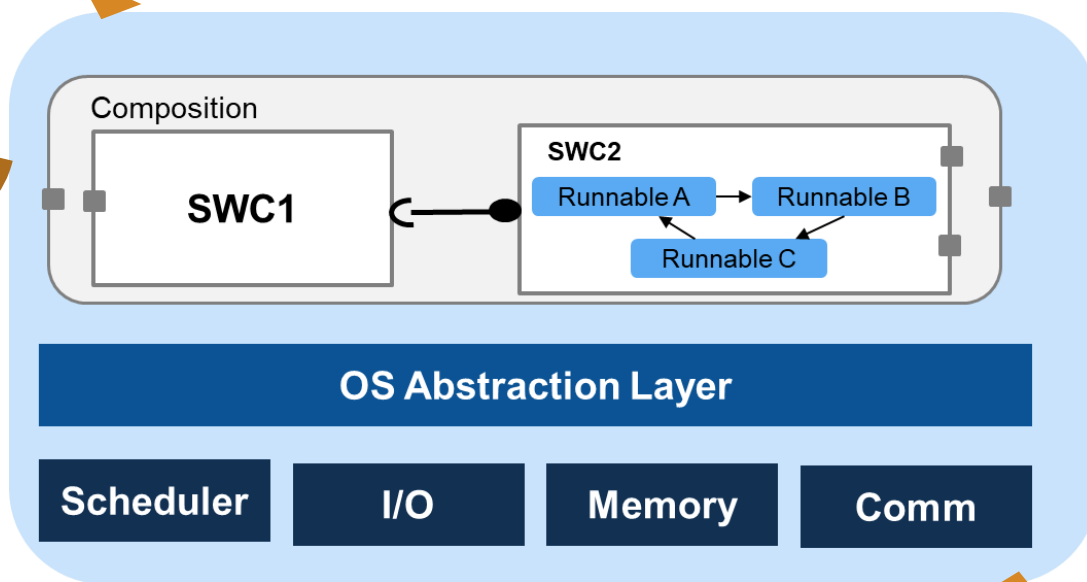 Composition
SWC1
SWC2
Runnable A
Runnable B
Runnable C
OS Abstraction Layer
Scheduler
I/O
Memory
Comm